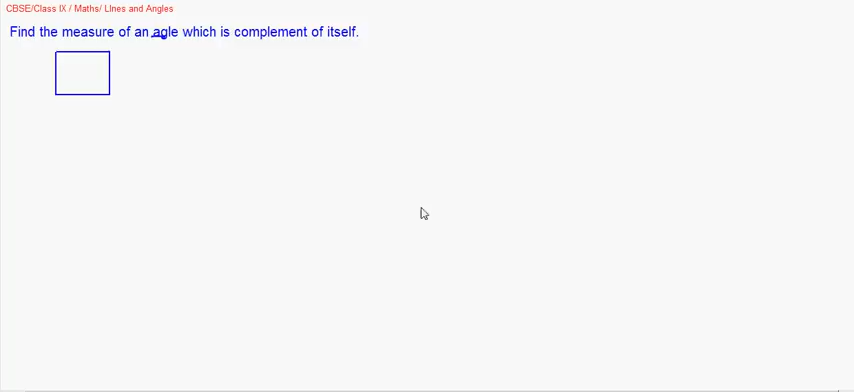 CBSE/Class IX / Maths/ LInes and Angles
Find the measure of an agle which is complement of itself.